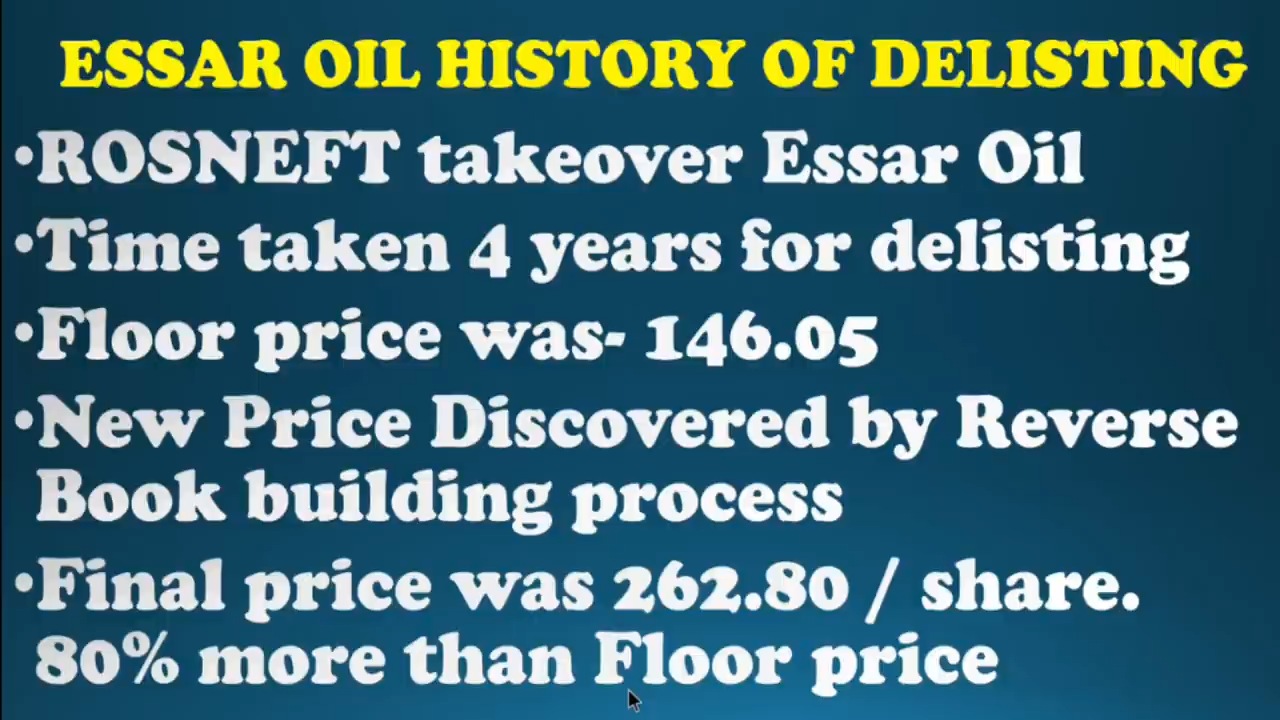 ESSAR OIL HISTORY OF DELISTING
•ROSNEFT takeover Essar Oil
•Time taken 4 years for delisting
•Floor price was- 146.05
•New Price Discovered by Reverse
Book building process
•Final price was 262.80 / share.
80% more than Floor price